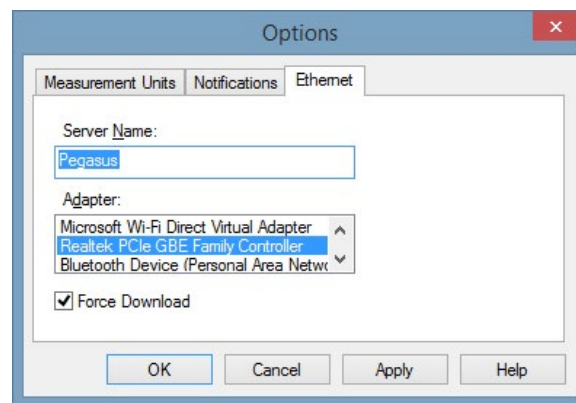 Options
Measurement Units Notifications Ethernet
Server Name:
Pegasus
Adapter:
Microsoft Wi-Fi Direct Virtual Adapter
Realtek PCIe GBE Family Controller
Bluetooth Device (Personal Area Netwo
Force Download
OK Cancel Apply Help